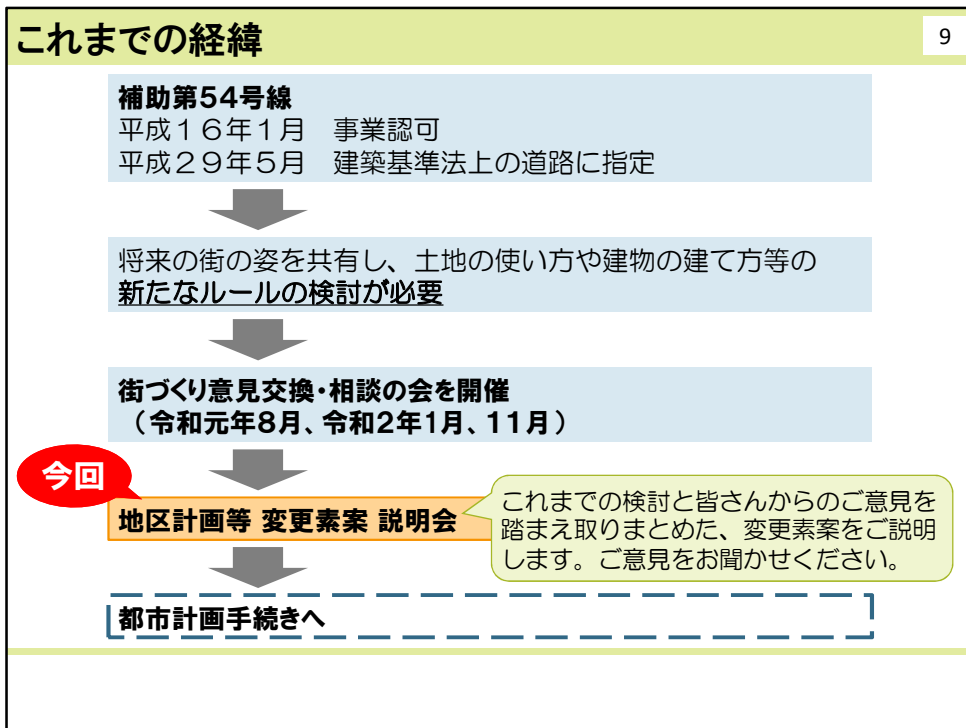 これまでの経緯
9
補助第54号線
平成16年1月　事業認可
平成29年5月　建築基準法上の道路に指定
将来の街の姿を共有し、土地の使い方や建物の建て方等の
新たなルールの検討が必要
街づくり意見交換・相談の会を開催
（令和元年8月、令和2年1月、11月）
今回
地区計画等 変更素案 説明会
これまでの検討と皆さんからのご意見を
踏まえ取りまとめた、変更素案をご説明
します。ご意見をお聞かせください。
都市計画手続きへ